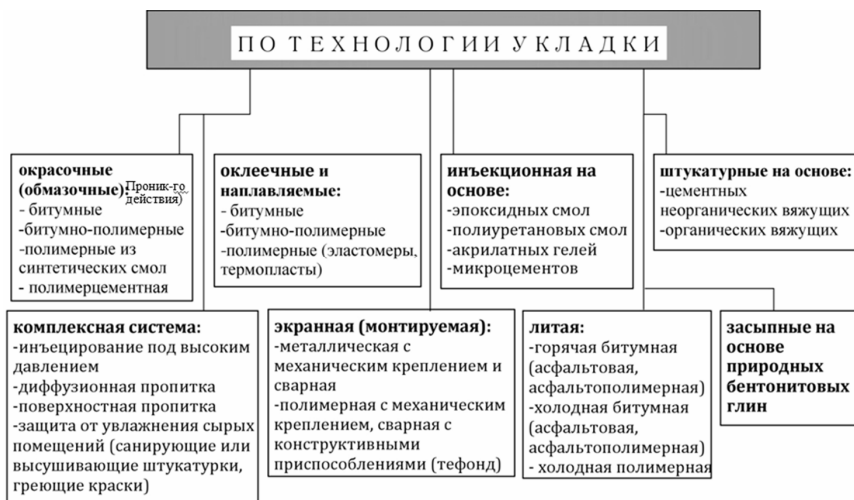 ПО ТЕХНОЛОГИИ УКЛАДКИ
окрасочные
(обмазочные): Проник-го
действия)
- битумные
-битумно-полимерные
-полимерные из
синтетических смол
- полимерцементная
оклеечные и
наплавляемые:
- битумные
-битумно-полимерные
-полимерные (эластомеры,
термопласты)
инъекционная на
основе:
-эпоксидных смол
-полиуретановых смол
-акрилатных гелей
-микроцементов
штукатурные на основе:
-цементных
неорганических вяжущих
-органических вяжущих
комплексная система:
-инъецирование под высоким
давлением
-диффузионная пропитка
-поверхностная пропитка
-защита от увлажнения сырых
помещений (санирующие или
высушивающие штукатурки,
греющие краски)
экранная (монтируемая):
-металлическая с
механическим креплением и
сварная
-полимерная с механическим
креплением, сварная с
конструктивными
приспособлениями (тефонд)
литая:
-горячая битумная
(асфальтовая,
асфальтополимерная)
-холодная битумная
(асфальтовая,
асфальтополимерная)
- холодная полимерная
засыпные на
основе
природных
бентонитовых
глин